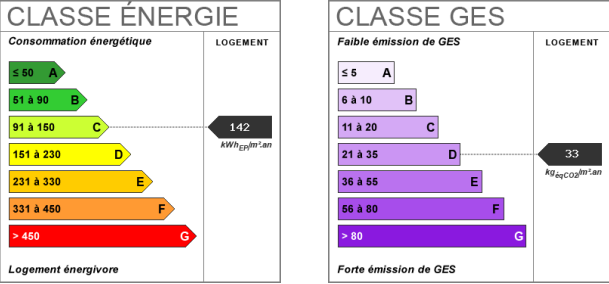 CLASSE ÉNERGIE
Consommation énergétique
LOGEMENT
≤ 50 A
51 à 90 B
91 à 150 C
142
kWhEP/m².an
151 à 230 D
231 à 330 E
331 à 450 F
> 450 G
Logement énergivore
CLASSE GES
Faible émission de GES
LOGEMENT
≤ 5 A
6 à 10 B
11 à 20 C
21 à 35 D
33
kgéqCO2/m².an
36 à 55 E
56 à 80 F
> 80 G
Forte émission de GES